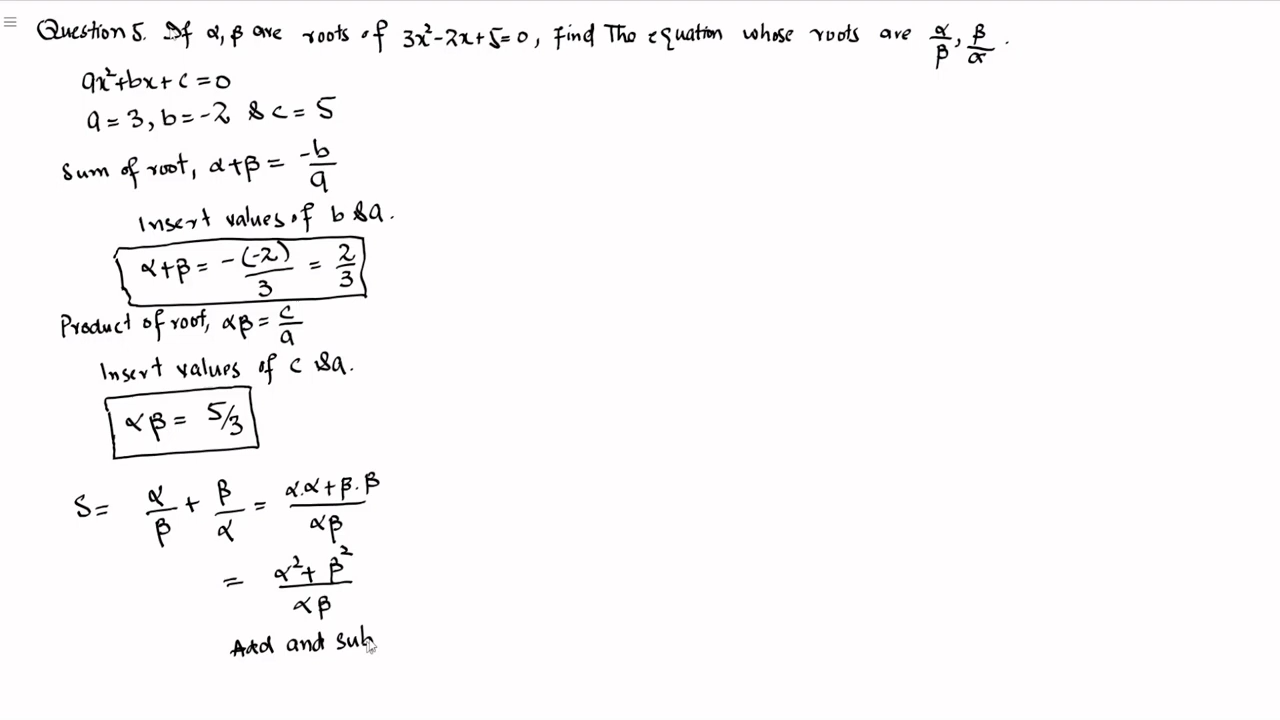 Question 5. If α, β are roots of 3x²-2x+5=0, Find The equation whose roots are α/β, β/α.
ax²+bx+c=0
a=3, b=-2 & c=5
Sum of root, α+β = -b/a
Insert values of b & a.
α+β = -(-2)/3 = 2/3
Product of root, αβ = c/a
Insert values of c & a.
αβ = 5/3
S = α/β + β/α = α.α+β.β/αβ
= α²+β²/αβ
Add and sub